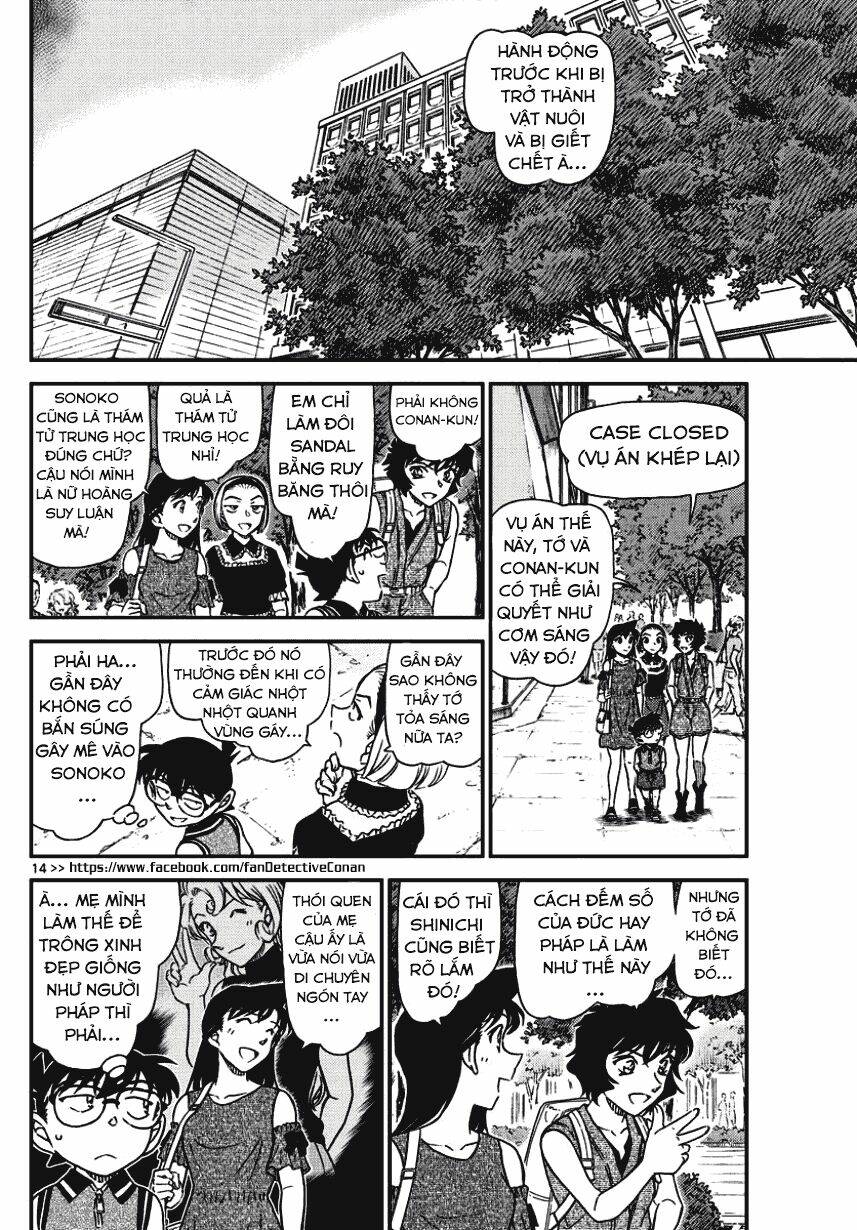 HÀNH ĐỘNG
TRƯỚC KHI BỊ
TRỞ THÀNH
VẬT NUÔI
VÀ BỊ GIẾT
CHẾT À...
CASE CLOSED
(VỤ ÁN KHÉP LẠI)
VỤ ÁN THẾ
NÀY, TỚ VÀ
CONAN-KUN
CÓ THỂ GIẢI
QUYẾT NHƯ
CƠM SÁNG
VẬY ĐÓ!
PHẢI KHÔNG
CONAN-KUN!
EM CHỈ
LÀM ĐÔI
SANDAL
BẰNG RUY
BĂNG THÔI
MÀ!
QUẢ LÀ
THÁM TỬ
TRUNG HỌC
NHỈ!
SONOKO
CŨNG LÀ THÁM
TỬ TRUNG HỌC
ĐÚNG CHỨ?
CẬU NÓI MÌNH
LÀ NỮ HOÀNG
SUY LUẬN
MÀ!
GẦN ĐÂY
SAO KHÔNG
THẤY TỚ
TỎA SÁNG
NỮA TA?
TRƯỚC ĐÓ NÓ
THƯỜNG ĐẾN KHI CÓ
CẢM GIÁC NHỘT
NHỘT QUANH
VÙNG GÁY...
PHẢI HA...
GẦN ĐÂY
KHÔNG CÓ
BẮN SÚNG
GÂY MÊ VÀO
SONOKO
...
14 >> https://www.facebook.com/fanDetectiveConan
NHƯNG
TỚ ĐÃ
KHÔNG
BIẾT
ĐÓ...
CÁCH ĐẾM SỐ
CỦA ĐỨC HAY
PHÁP LÀ LÀM
NHƯ THẾ NÀY
...
CÁI ĐÓ THÌ
SHINICHI
CŨNG BIẾT
RÕ LẮM
ĐÓ!
THÓI QUEN
CỦA MẸ
CẬU ẤY LÀ
VỪA NÓI VỪA
DI CHUYỂN
NGÓN TAY
...
À... MẸ MÌNH
LÀM THẾ ĐỂ
TRÔNG XINH
ĐẸP GIỐNG
NHƯ NGƯỜI
PHÁP THÌ
PHẢI...